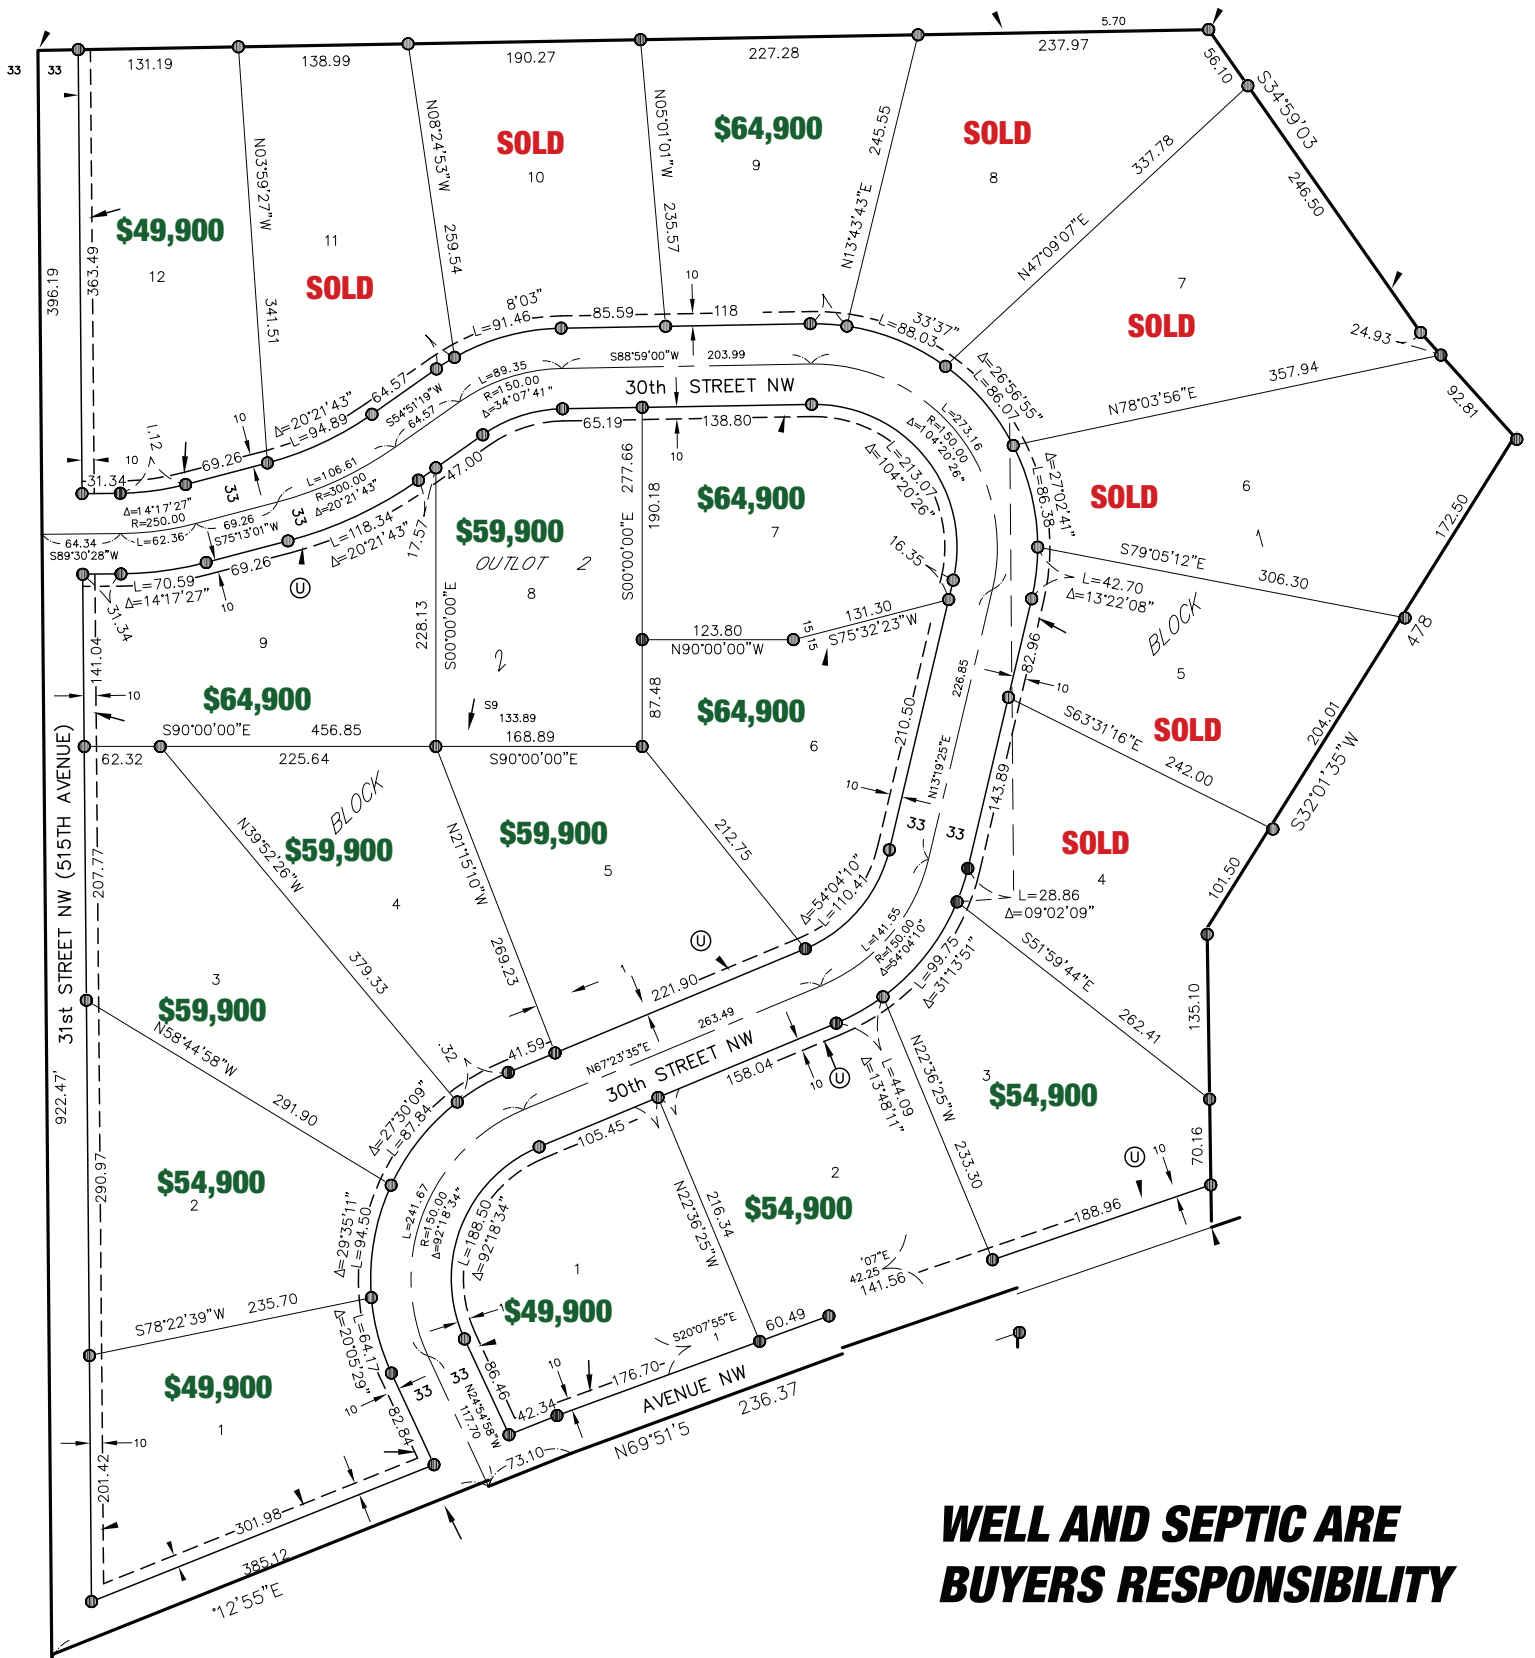 5.70
131.19
138.99
190.27
227.28
237.97
33
33
56.10
S34°59'03
246.50
N03°59'27"W
341.51
N08°24'53"W
259.54
N05°01'01"W
235.57
245.55
N13°43'43"E
337.78
N47°09'07"E
$49,900
12
11
SOLD
SOLD
10
$64,900
9
SOLD
8
7
SOLD
396.19
363.49
24.93
357.94
N78°03'56"E
92.81
8'03"
L=91.46
85.59
10
118
33'37"
L=88.03
Δ=26°56'55"
L=86.07
S88°59'00"W
203.99
30th STREET NW
L=89.35
R=150.00
Δ=34°07'41"
64.57
S54°51'19"W
64.57
Δ=20°21'43"
L=94.89
10
69.26
1.12
10
31.34
33
Δ=14°17'27"
R=250.00
L=106.61
R=300.00
Δ=20°21'43"
33
69.26
S75°13'01"W
L=62.36
64.34
S89°30'28"W
65.19
138.80
10
47.00
L=118.34
Δ=20°21'43"
69.26
L=70.59
Δ=14°17'27"
10
31.34
U
17.57
L=273.16
R=150.00
Δ=104°20'26"
L=213.07
Δ=104°20'26"
Δ=27°02'41"
L=86.38
SOLD
6
1
172.50
S79°05'12"E
306.30
478
L=42.70
Δ=13°22'08"
BLOCK
5
SOLD
$59,900
OUTLOT 2
8
277.66
190.18
S00°00'00"E
$64,900
7
16.35
131.30
S75°32'23"W
15.15
123.80
N90°00'00"W
228.13
S00°00'00"E
9
$64,900
141.04
10
2
S9
133.89
168.89
S90°00'00"E
87.48
$64,900
6
210.50
226.85
N13°19'25"E
82.96
10
S63°31'16"E
242.00
204.01
S32°01'35"W
S90°00'00"E
456.85
62.32
225.64
31st STREET NW (515TH AVENUE)
BLOCK
$59,900
4
N39°52'26"W
379.33
N21°15'10"W
269.23
$59,900
5
212.75
10
143.89
33
33
SOLD
4
101.50
207.77
Δ=54°04'10"
L=110.41
L=28.86
Δ=09°02'09"
L=141.55
R=150.00
Δ=54°04'10"
L=99.75
Δ=31°13'51"
S51°59'44"E
262.41
135.10
U
1
221.90
3
$59,900
N58°44'58"W
291.90
922.47'
.32
41.59
263.49
N67°23'35"E
30th STREET NW
158.04
10
U
L=44.09
Δ=13°48'11"
N22°36'25"W
233.30
3
$54,900
70.16
U
10
188.96
Δ=27°30'09"
L=87.84
105.45
$54,900
2
290.97
Δ=29°35'11"
L=94.50
L=241.67
R=150.00
Δ=92°18'34"
L=188.50
Δ=92°18'34"
216.34
N22°36'25"W
2
$54,900
'07"E
42.25
141.56
1
$49,900
S78°22'39"W
235.70
L=64.17
Δ=20°05'29"
60.49
S20°07'55"E
1
176.70
10
$49,900
1
10
82.84
33
33
86.46
N24°54'58"W
117.70
42.34
AVENUE NW
73.10
N69°51'5
236.37
10
201.42
301.98
385.12
°12'55"E
WELL AND SEPTIC ARE
BUYERS RESPONSIBILITY